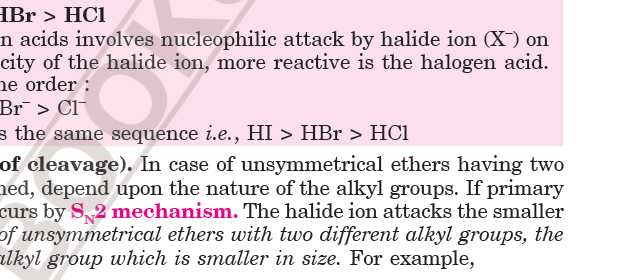 HBr > HCl
n acids involves nucleophilic attack by halide ion (X⁻) on
city of the halide ion, more reactive is the halogen acid.
he order :
Br⁻ > Cl⁻
s the same sequence i.e., HI > HBr > HCl
of cleavage). In case of unsymmetrical ethers having two
ned, depend upon the nature of the alkyl groups. If primary
curs by S_N2 mechanism. The halide ion attacks the smaller
of unsymmetrical ethers with two different alkyl groups, the
alkyl group which is smaller in size. For example,